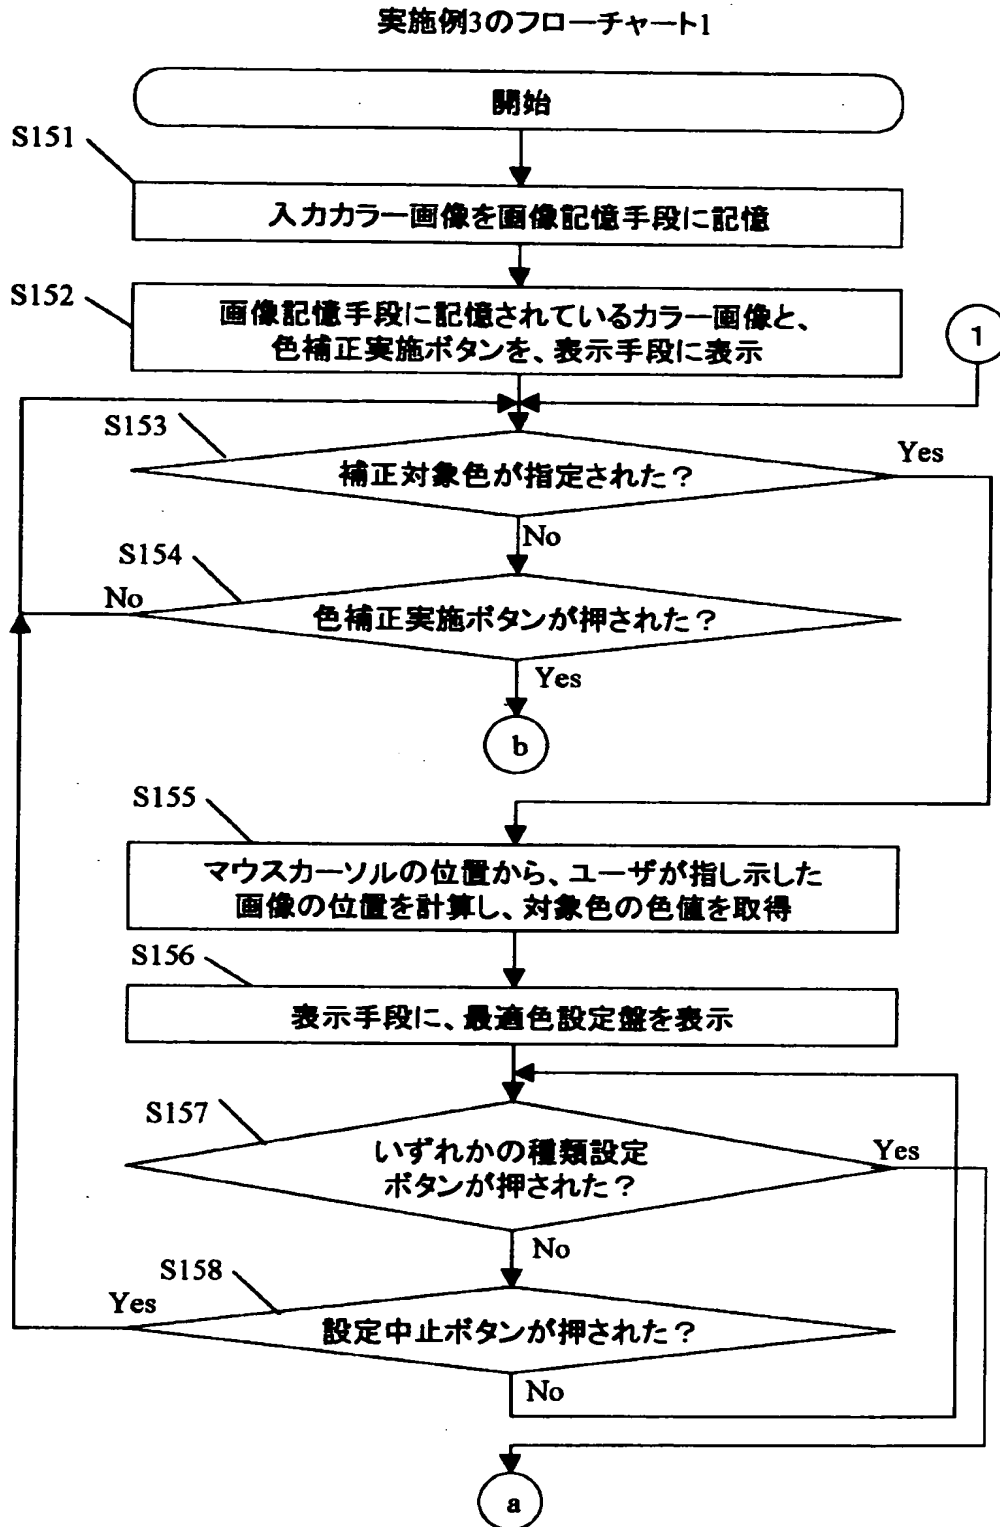 実施例3のフローチャート1
開始
S151
入力カラー画像を画像記憶手段に記憶
S152
画像記憶手段に記憶されているカラー画像と、
色補正実施ボタンを、表示手段に表示
1
S153
補正対象色が指定された？
Yes
No
S154
No
色補正実施ボタンが押された？
Yes
b
S155
マウスカーソルの位置から、ユーザが指し示した
画像の位置を計算し、対象色の色値を取得
S156
表示手段に、最適色設定盤を表示
S157
いずれかの種類設定
ボタンが押された？
Yes
No
S158
Yes
設定中止ボタンが押された？
No
a